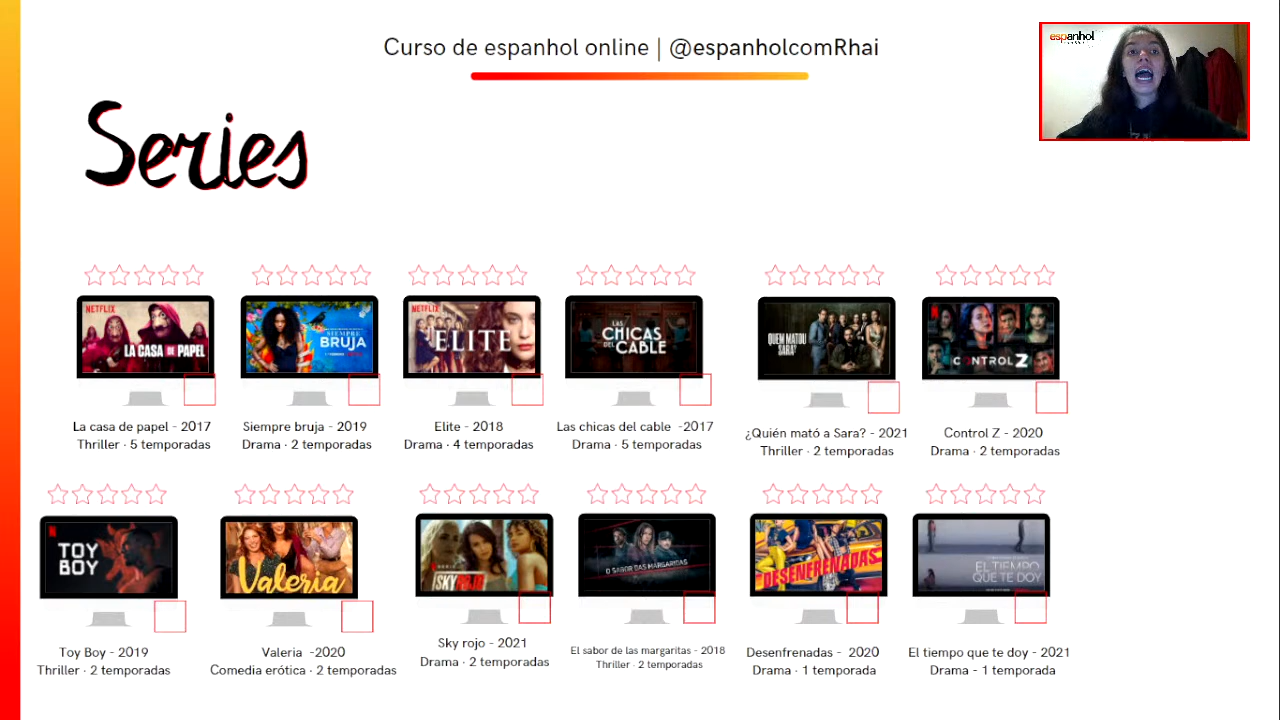 Curso de espanhol online | @espanholcomRhai
espanhol
Series
NETFLIX
LA CASA DE PAPEL
SIEMPRE
BRUJA
NETFLIX
ELITE
LAS
CHICAS
DEL
CABLE
QUEM MATOU
SARA?
CONTROL Z
La casa de papel - 2017
Thriller · 5 temporadas
Siempre bruja - 2019
Drama · 2 temporadas
Elite - 2018
Drama · 4 temporadas
Las chicas del cable -2017
Drama · 5 temporadas
¿Quién mató a Sara? - 2021
Thriller · 2 temporadas
Control Z - 2020
Drama · 2 temporadas
TOY
BOY
Valeria
SKY ROJO
O SABOR DAS MARGARIDAS
DESENFRENADAS
EL TIEMPO
QUE TE DOY
Toy Boy - 2019
Thriller · 2 temporadas
Valeria -2020
Comedia erótica · 2 temporadas
Sky rojo - 2021
Drama · 2 temporadas
El sabor de las margaritas - 2018
Thriller · 2 temporadas
Desenfrenadas - 2020
Drama · 1 temporada
El tiempo que te doy - 2021
Drama - 1 temporada